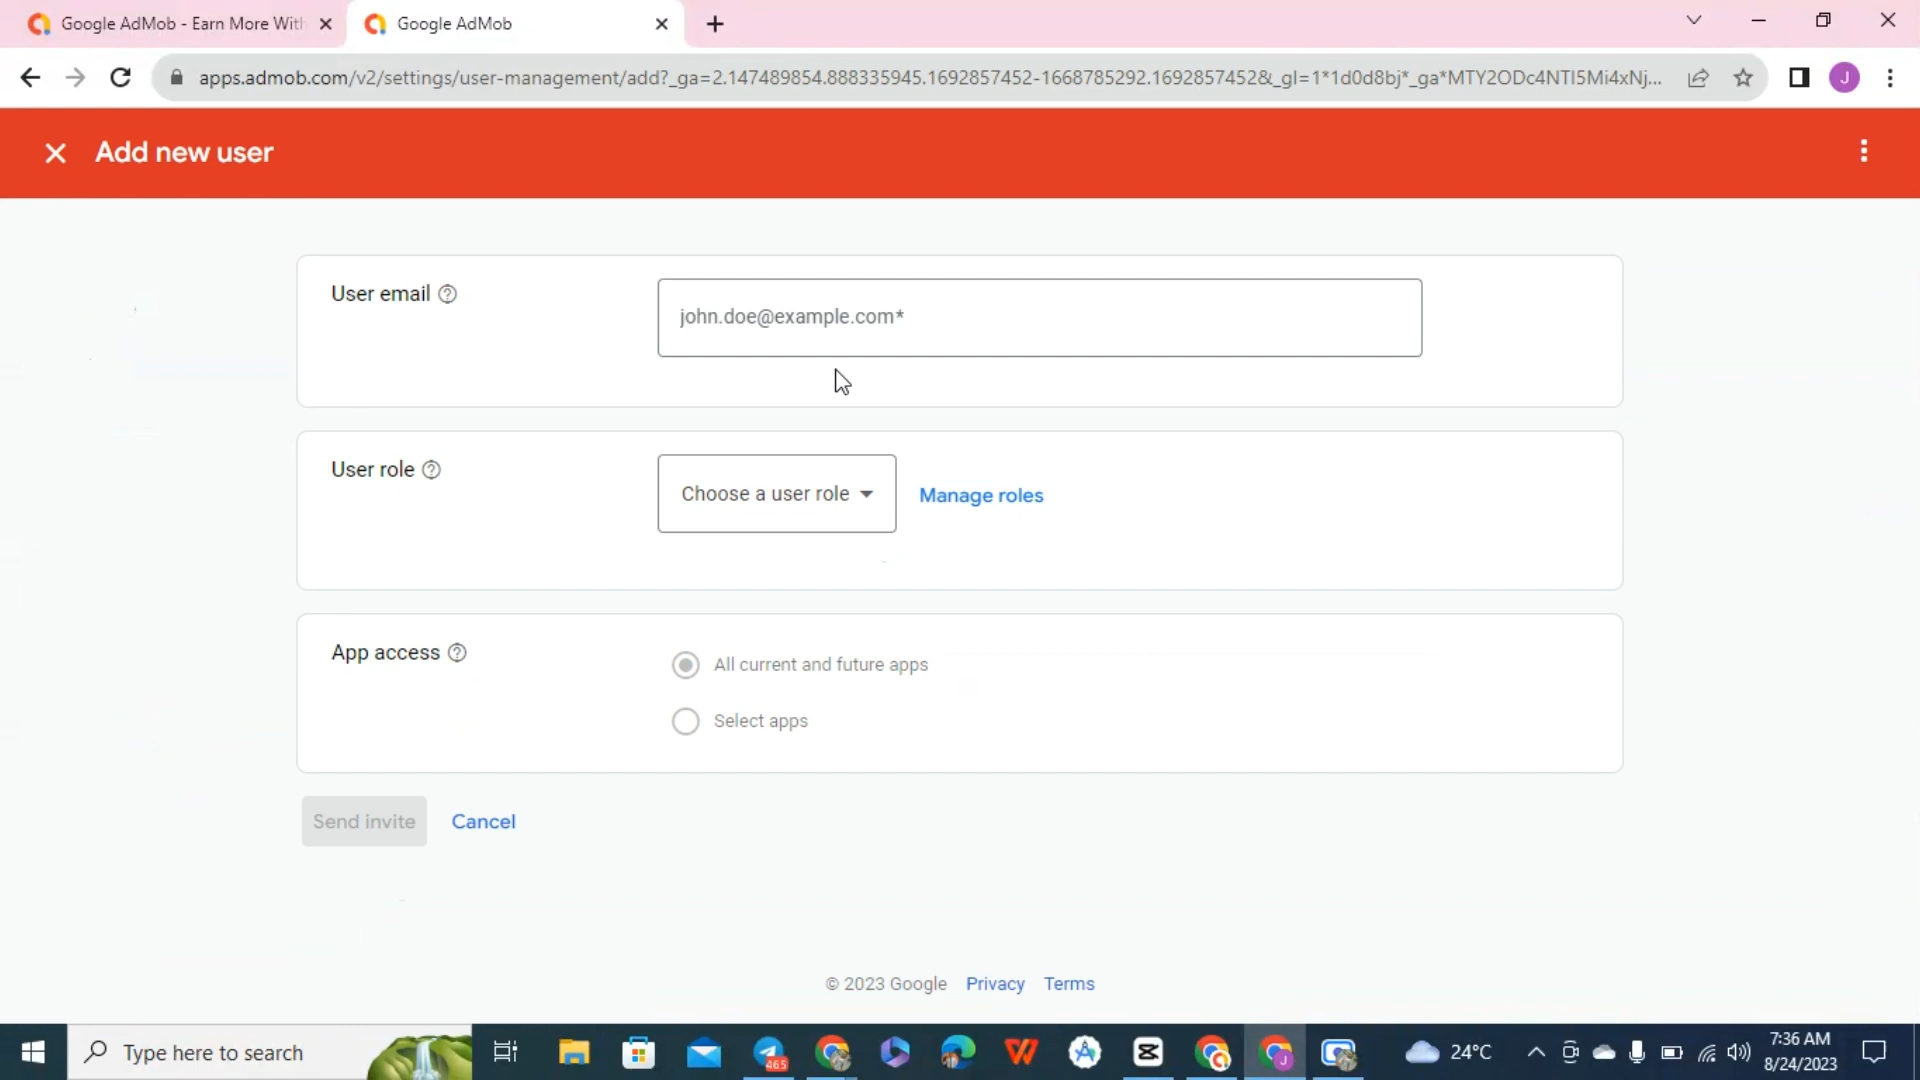 Google AdMob - Earn More With
Google AdMob
apps.admob.com/v2/settings/user-management/add?_ga=2.147489854.888335945.1692857452-1668785292.1692857452&_gl=1*1d0d8bj*_ga*MTY2ODc4NTI5Mi4xNj...
J
Add new user
User email
john.doe@example.com*
User role
Choose a user role
Manage roles
App access
All current and future apps
Select apps
Send invite
Cancel
© 2023 Google Privacy Terms
Type here to search
465
J
24°C
7:36 AM
8/24/2023